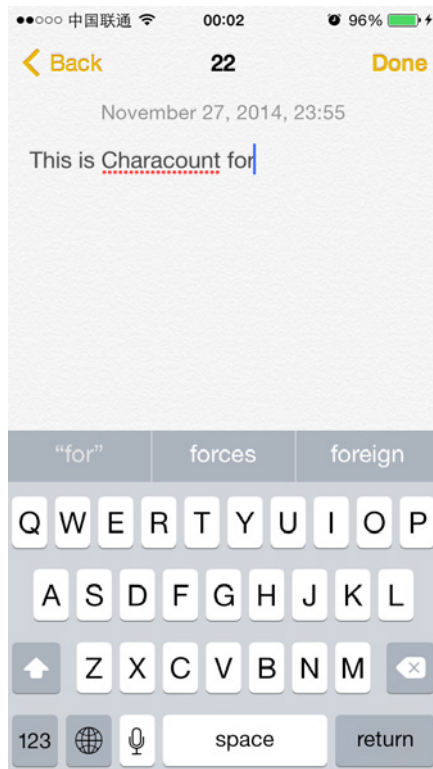 中国联通 00:02 96%
Back 22 Done
November 27, 2014, 23:55
This is Characount for
“for” forces foreign
Q W E R T Y U I O P
A S D F G H J K L
Z X C V B N M
123 space return